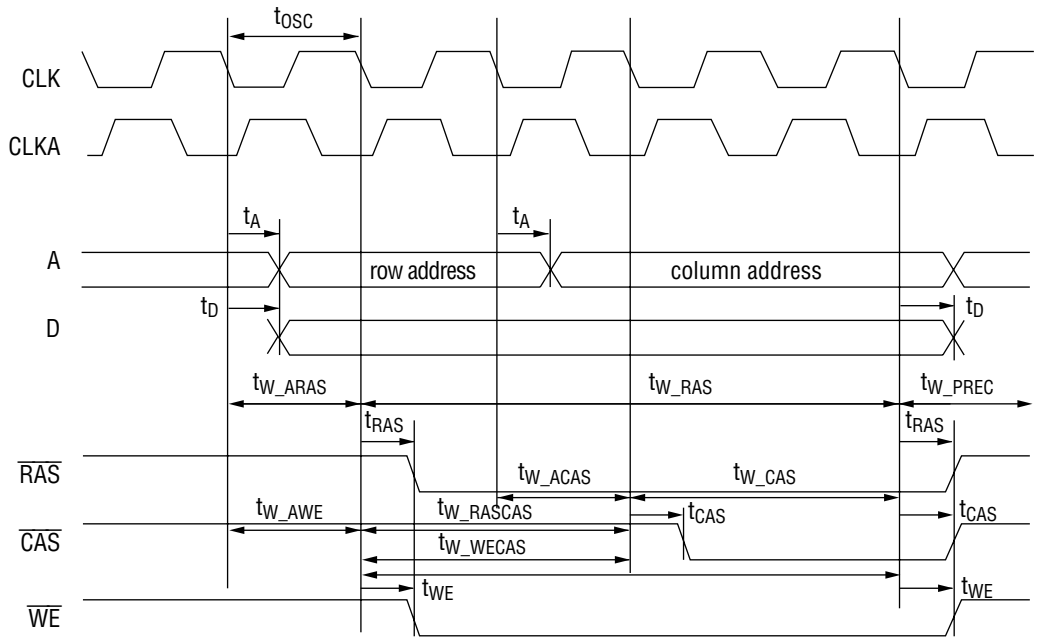 tOSC
CLK
CLKA
tA tA
A row address column address
tD tD
D
tW_ARAS tW_RAS tW_PREC
tRAS tRAS
RAS
tW_ACAS tW_CAS
tW_AWE tW_RASCAS tCAS tCAS
CAS
tW_WECAS
tWE tWE
WE